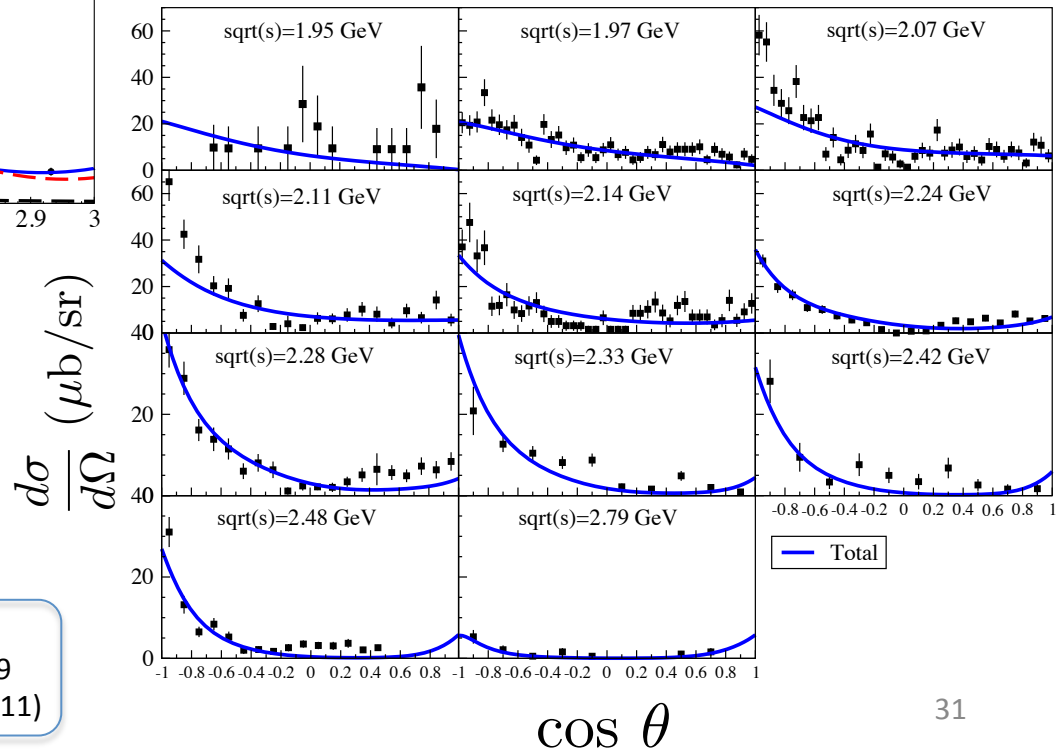 2.9 3
60
40
20
0
sqrt(s)=1.95 GeV
sqrt(s)=1.97 GeV
sqrt(s)=2.07 GeV
60
40
20
sqrt(s)=2.11 GeV
sqrt(s)=2.14 GeV
sqrt(s)=2.24 GeV
40
20
sqrt(s)=2.28 GeV
sqrt(s)=2.33 GeV
sqrt(s)=2.42 GeV
-0.8 -0.6 -0.4 -0.2 0 0.2 0.4 0.6 0.8 1
40
20
0
sqrt(s)=2.48 GeV
sqrt(s)=2.79 GeV
Total
-1 -0.8 -0.6 -0.4 -0.2 0 0.2 0.4 0.6 0.8 -1 -0.8 -0.6 -0.4 -0.2 0 0.2 0.4 0.6 0.8 1
dσ
dΩ
(μb/sr)
cos θ
9
11)
31